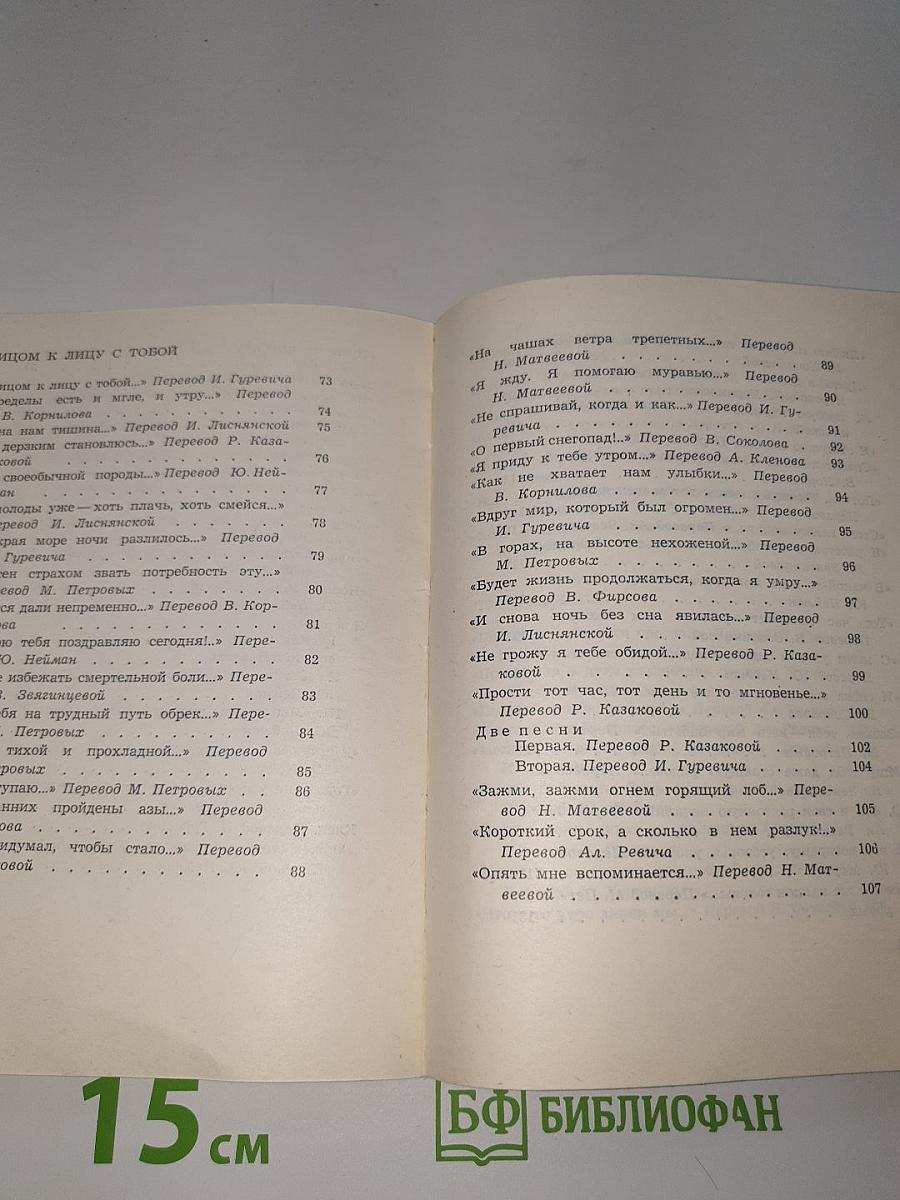 ИЦОМ К ЛИЦУ С ТОБОЙ
ицом к лицу с тобой...» Перевод И. Гуревича 73
ределы есть и мгле, и утру...» Перевод
В. Корнилова . . . . . . . . . . . . 74
на нам тишина...» Перевод И. Лиснянской 75
дерзким становлюсь...» Перевод Р. Каза-
ковой . . . . . . . . . . . . . 76
своеобычной породы...» Перевод Ю. Ней-
ан . . . . . . . . . . . . . 77
молоды уже — хоть плачь, хоть смейся...»
еревод И. Лиснянской . . . . . . . 78
края море ночи разлилось...» Перевод
Гуревича . . . . . . . . . . . . 79
сен страхом звать потребность эту...»
евод М. Петровых . . . . . . . . 80
ся дали непременно...» Перевод В. Кор-
ова . . . . . . . . . . . . 81
ою тебя поздравляю сегодня!..» Пере-
Ю. Нейман . . . . . . . . . . 82
е избежать смертельной боли...» Пере-
В. Звягинцевой . . . . . . . . 83
ебя на трудный путь обрек...» Пере-
. Петровых . . . . . . . . . . 84
тихой и прохладной...» Перевод
ровых . . . . . . . . . . . . 85
тупаю...» Перевод М. Петровых . . 86
анних пройдены азы...» Перевод
ова . . . . . . . . . . . . . 87
идумал, чтобы стало...» Перевод
овой . . . . . . . . . . . . 88
«На чашах ветра трепетных...» Перевод
Н. Матвеевой . . . . . . . . . . 89
«Я жду. Я помогаю муравью...» Перевод
Н. Матвеевой . . . . . . . . . 90
«Не спрашивай, когда и как...» Перевод И. Гу-
ревича . . . . . . . . . . . . 91
«О первый снегопад!..» Перевод В. Соколова . 92
«Я приду к тебе утром...» Перевод А. Кленова 93
«Как не хватает нам улыбки...» Перевод
В. Корнилова . . . . . . . . . . 94
«Вдруг мир, который был огромен...» Перевод
И. Гуревича . . . . . . . . . . 95
«В горах, на высоте нехоженой...» Перевод
М. Петровых . . . . . . . . . . 96
«Будет жизнь продолжаться, когда я умру...»
Перевод В. Фирсова . . . . . . . . 97
«И снова ночь без сна явилась...» Перевод
И. Лиснянской . . . . . . . . . 98
«Не грожу я тебе обидой...» Перевод Р. Каза-
ковой . . . . . . . . . . . . 99
«Прости тот час, тот день и то мгновенье...»
Перевод Р. Казаковой . . . . . . . 100
Две песни
Первая. Перевод Р. Казаковой . . . . 102
Вторая. Перевод И. Гуревича . . . . . 104
«Зажми, зажми огнем горящий лоб...» Пере-
вод Н. Матвеевой . . . . . . . . . 105
«Короткий срок, а сколько в нем разлук!..»
Перевод Ал. Ревича . . . . . . . . . 106
«Опять мне вспоминается...» Перевод Н. Мат-
веевой . . . . . . . . . . . . . 107
15 см
БФ БИБЛИОФАН